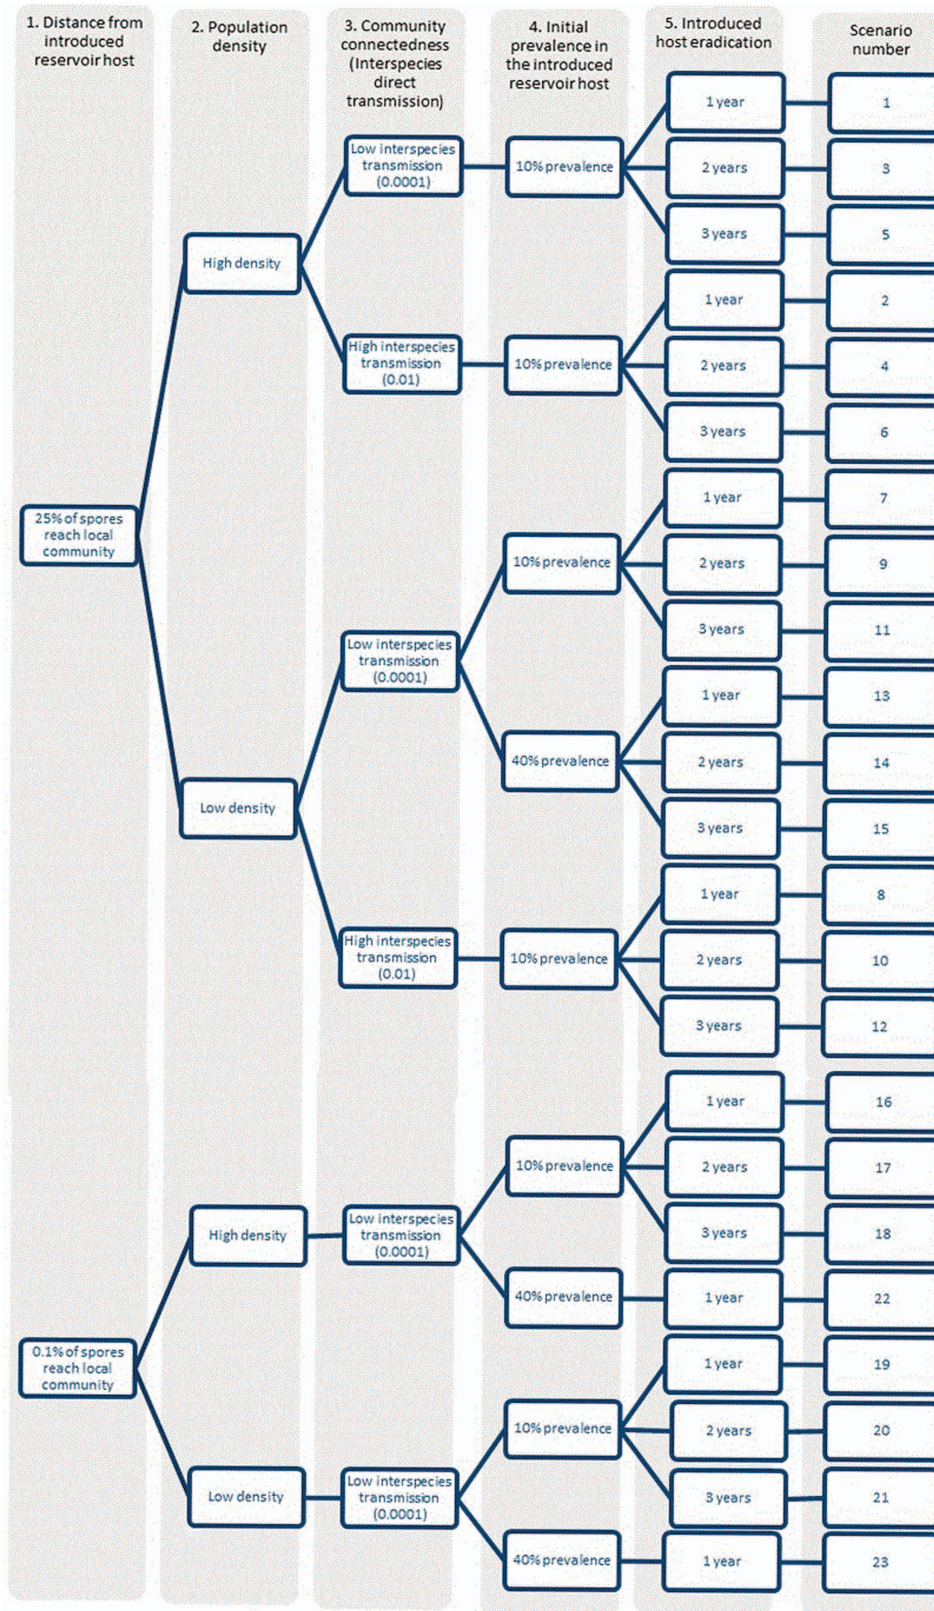 1. Distance from
introduced
reservoir host
2. Population
density
3. Community
connectedness
(Interspecies
direct
transmission)
4. Initial
prevalence in
the introduced
reservoir host
5. Introduced
host eradication
Scenario
number
25% of spores
reach local
community
High density
Low interspecies
transmission
(0.0001)
10% prevalence
1 year
1
2 years
3
3 years
5
High interspecies
transmission
(0.01)
10% prevalence
1 year
2
2 years
4
3 years
6
Low density
Low interspecies
transmission
(0.0001)
10% prevalence
1 year
7
2 years
9
3 years
11
40% prevalence
1 year
13
2 years
14
3 years
15
High interspecies
transmission
(0.01)
10% prevalence
1 year
8
2 years
10
3 years
12
0.1% of spores
reach local
community
High density
Low interspecies
transmission
(0.0001)
10% prevalence
1 year
16
2 years
17
3 years
18
40% prevalence
1 year
22
Low density
Low interspecies
transmission
(0.0001)
10% prevalence
1 year
19
2 years
20
3 years
21
40% prevalence
1 year
23